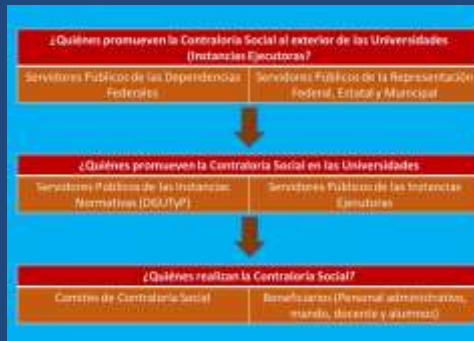 ¿Quiénes promueven la Contraloría Social al exterior de las Universidades
(Instancias Ejecutoras?
Servidores Públicos de las Dependencias
Federales
Servidores Públicos de la Representación
Federal, Estatal y Municipal
¿Quiénes promueven la Contraloría Social en las Universidades
Servidores Públicos de las Instancias
Normativas (DGUTyP)
Servidores Públicos de las Instancias
Ejecutoras
¿Quiénes realizan la Contraloría Social?
Comités de Contraloría Social
Beneficiarios (Personal administrativo,
mando, docente y alumnos)